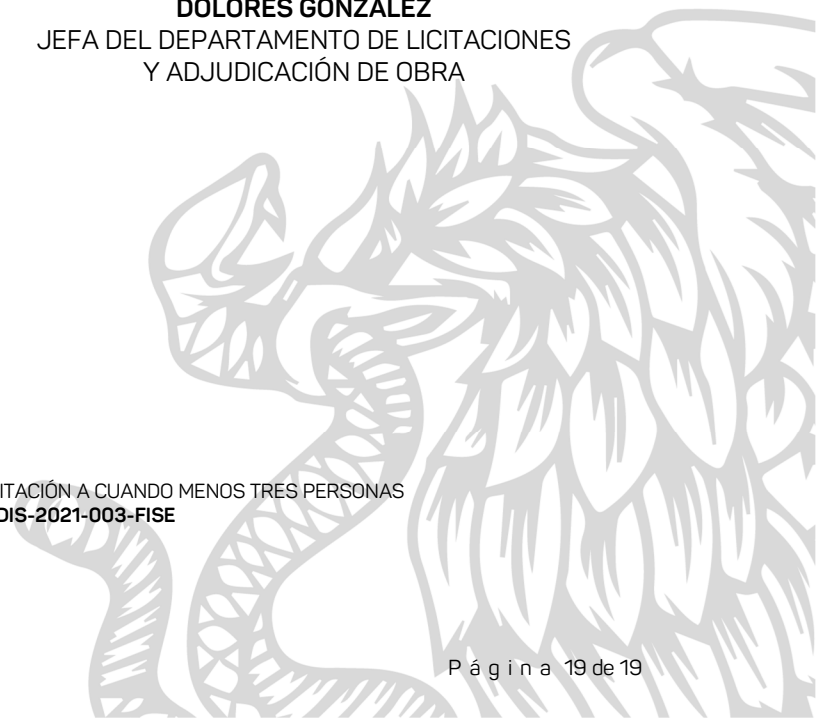 DOLORES GONZÁLEZ
JEFA DEL DEPARTAMENTO DE LICITACIONES
Y ADJUDICACIÓN DE OBRA
ITACIÓN A CUANDO MENOS TRES PERSONAS
DIS-2021-003-FISE
P á g i n a 19 de 19